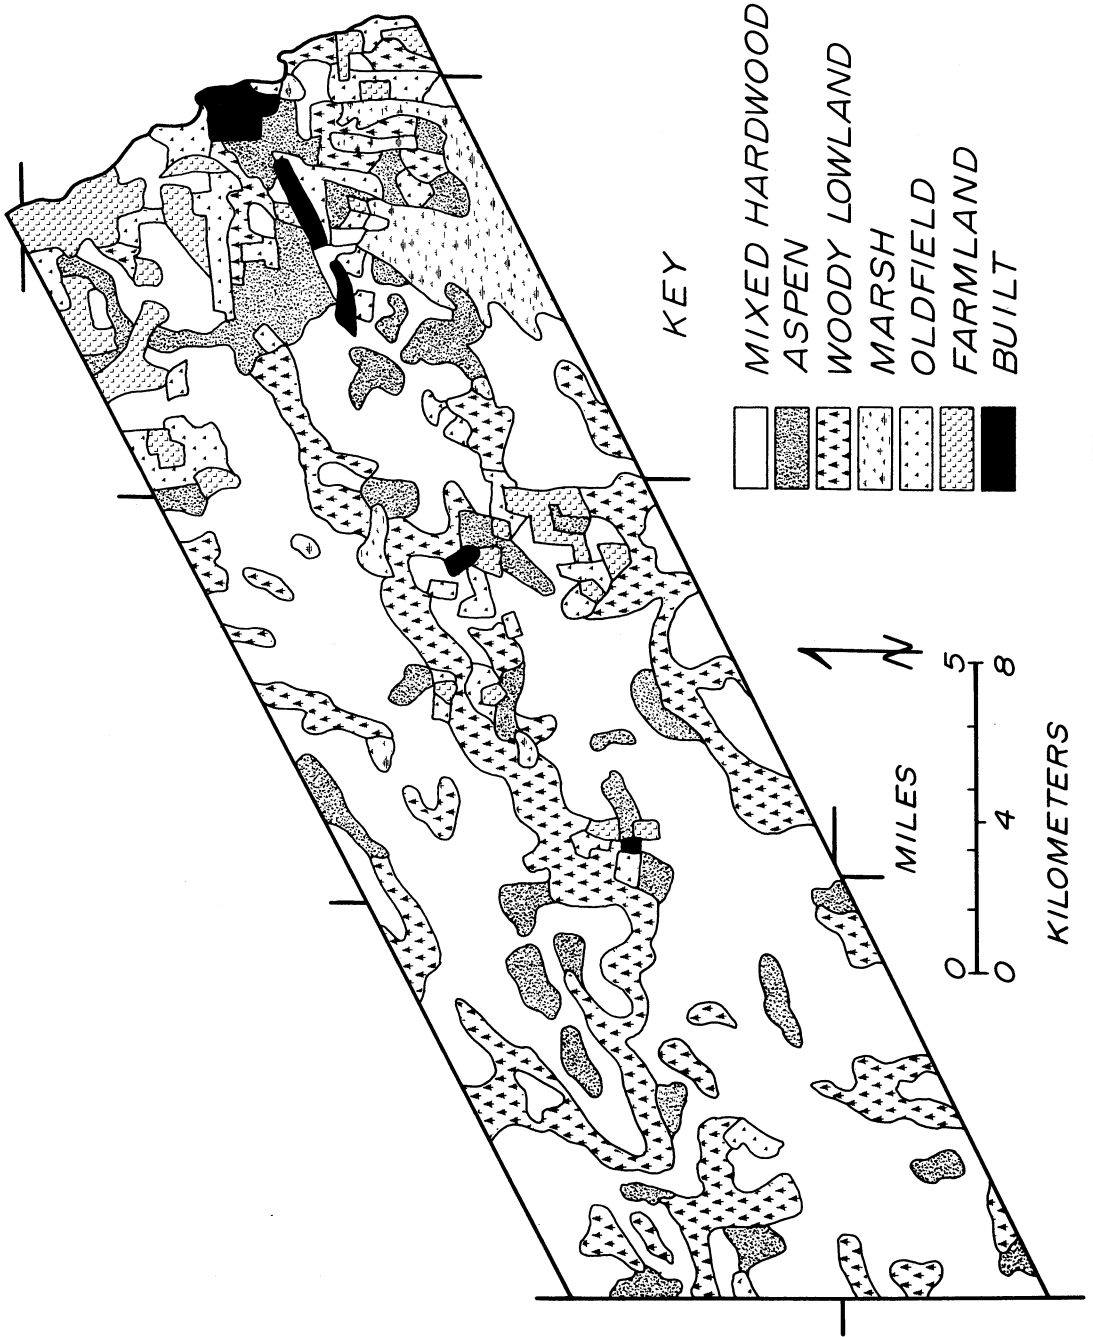 KEY
MIXED HARDWOOD
ASPEN
WOODY LOWLAND
MARSH
OLDFIELD
FARMLAND
BUILT
N
MILES
0 5
0 4 8
KILOMETERS